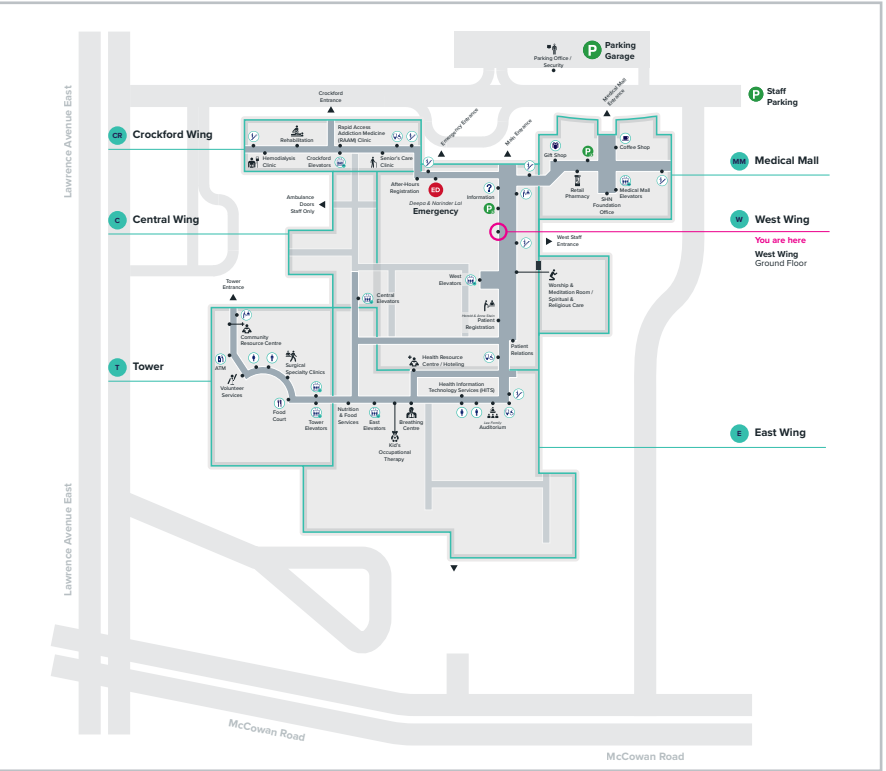 Parking
Garage
P
Parking Office /
Security
P
Staff
Parking
Lawrence Avenue East
Crockford
Entrance
Emergency Entrance
Main Entrance
Medical Mall
Entrance
CR
Crockford Wing
Rehabilitation
Rapid Access
Addiction Medicine
(RAAM) Clinic
Hemodialysis
Clinic
Crockford
Elevators
Senior's Care
Clinic
Gift Shop
P
Coffee Shop
MM
Medical Mall
Retail
Pharmacy
SHN
Foundation
Office
Medical Mall
Elevators
After-Hours
Registration
ED
Deepa & Narinder Lal
Emergency
?
Information
P
Ambulance
Doors
Staff Only
C
Central Wing
W
West Wing
You are here
West Wing
Ground Floor
West Staff
Entrance
West
Elevators
Worship &
Meditation Room /
Spiritual &
Religious Care
Tower
Entrance
Central
Elevators
Patient
Registration
Community
Resource Centre
Patient
Relations
ATM
Surgical
Specialty Clinics
Health Resource
Centre / Hoteling
T
Tower
Volunteer
Services
Health Information
Technology Services (HITS)
Food
Court
Tower
Elevators
Nutrition
& Food
Services
East
Elevators
Breathing
Centre
Auditorium
Kid's
Occupational
Therapy
E
East Wing
Lawrence Avenue East
McCowan Road
McCowan Road